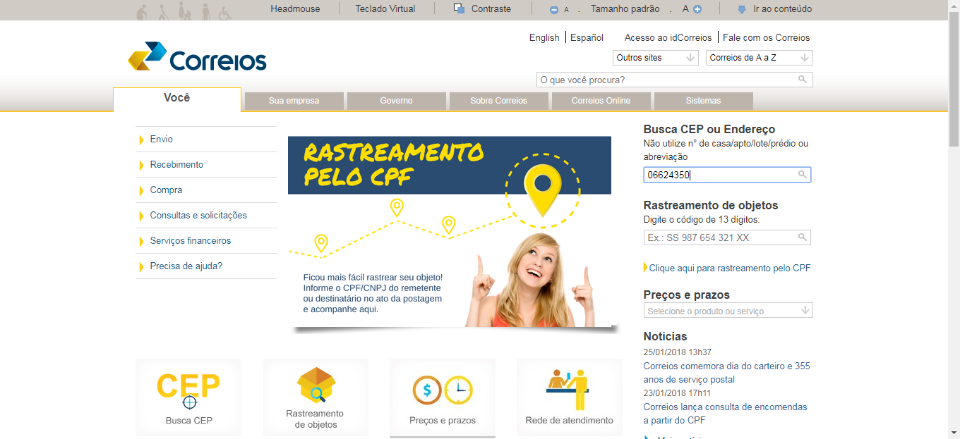 Headmouse
Teclado Virtual
Contraste
A . Tamanho padrão . A
Ir ao conteúdo
English
Español
Acesso ao idCorreios
Fale com os Correios
Correios
Outros sites
Correios de A a Z
O que você procura?
Você
Sua empresa
Governo
Sobre Correios
Correios Online
Sistemas
Envio
Recebimento
Compra
Consultas e solicitações
Serviços financeiros
Precisa de ajuda?
RASTREAMENTO
PELO CPF
Ficou mais fácil rastrear seu objeto!
Informe o CPF/CNPJ do remetente
ou destinatário no ato da postagem
e acompanhe aqui.
Busca CEP ou Endereço
Não utilize n° de casa/apto/lote/prédio ou
abreviação
06624350
Rastreamento de objetos
Digite o código de 13 dígitos:
Ex.: SS 987 654 321 XX
Clique aqui para rastreamento pelo CPF
Preços e prazos
Selecione o produto ou serviço
Notícias
25/01/2018 13h37
Correios comemora dia do carteiro e 355
anos de serviço postal
23/01/2018 17h11
Correios lança consulta de encomendas
a partir do CPF
CEP
Busca CEP
Rastreamento
de objetos
$
Preços e prazos
Rede de atendimento